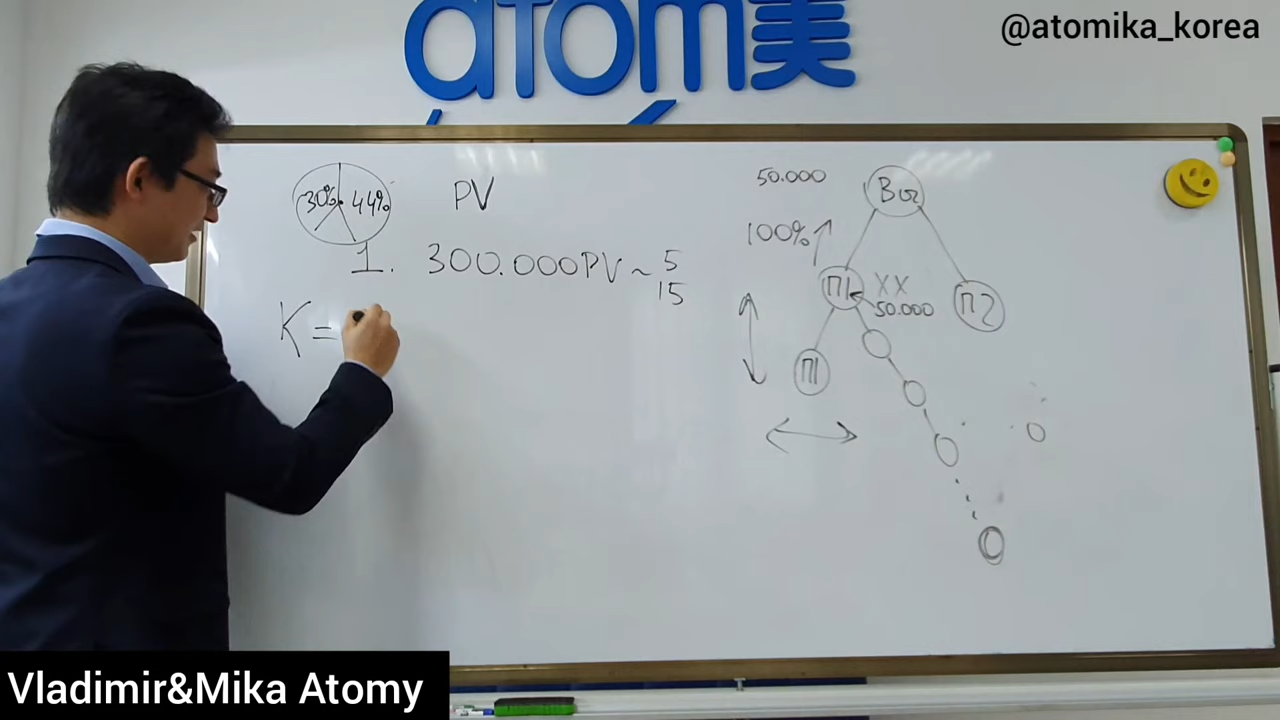 atom美
@atomika_korea
30% 44%
PV
1. 300.000PV ~ 5
15
K =
50.000
Вы
100%
П1
XX
50.000
П2
П1
Vladimir&Mika Atomy